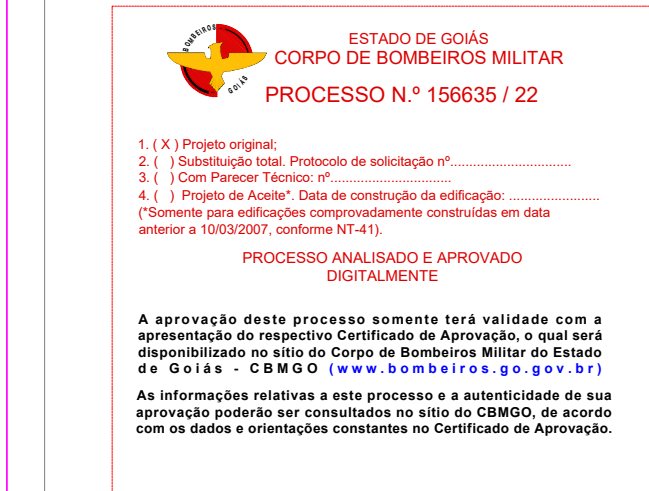 BOMBEIROS
GOIÁS
ESTADO DE GOIÁS
CORPO DE BOMBEIROS MILITAR
PROCESSO N.º 156635 / 22
1. ( X ) Projeto original;
2. (   ) Substituição total. Protocolo de solicitação nº...............................
3. (   ) Com Parecer Técnico: nº...............................
4. (   )  Projeto de Aceite*. Data de construção da edificação: .......................
(*Somente para edificações comprovadamente construídas em data
anterior a 10/03/2007, conforme NT-41).
PROCESSO ANALISADO E APROVADO
DIGITALMENTE
A aprovação deste processo somente terá validade com a
apresentação do respectivo Certificado de Aprovação, o qual será
disponibilizado no sítio do Corpo de Bombeiros Militar do Estado
de Goiás - CBMGO (www.bombeiros.go.gov.br)
As informações relativas a este processo e a autenticidade de sua
aprovação poderão ser consultados no sítio do CBMGO, de acordo
com os dados e orientações constantes no Certificado de Aprovação.